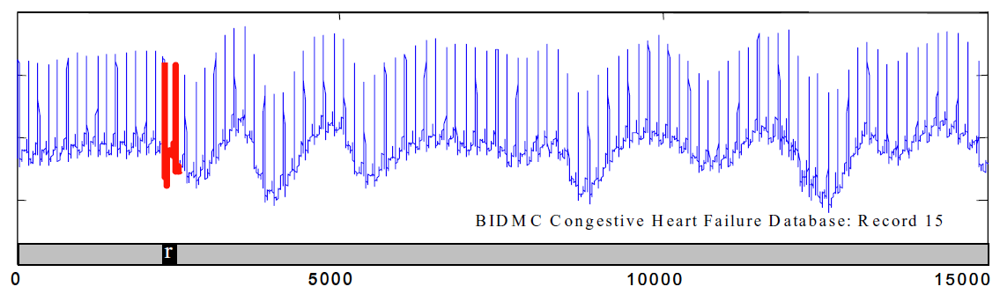 BIDMC Congestive Heart Failure Database: Record 15
r
0 5000 10000 15000